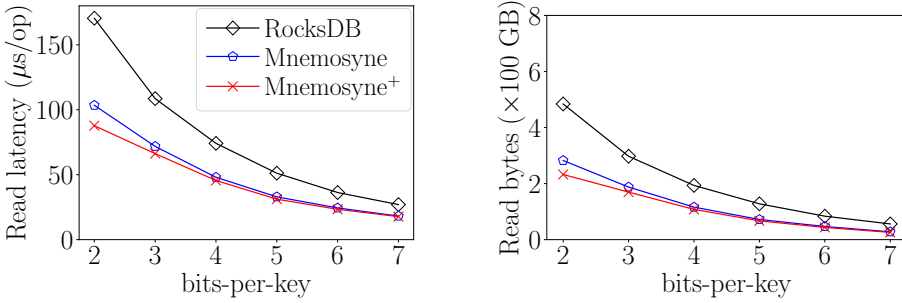 Read latency (μs/op)
150
100
50
0
RocksDB
Mnemosyne
Mnemosyne+
2 3 4 5 6 7
bits-per-key
Read bytes (×100 GB)
8
6
4
2
0
2 3 4 5 6 7
bits-per-key